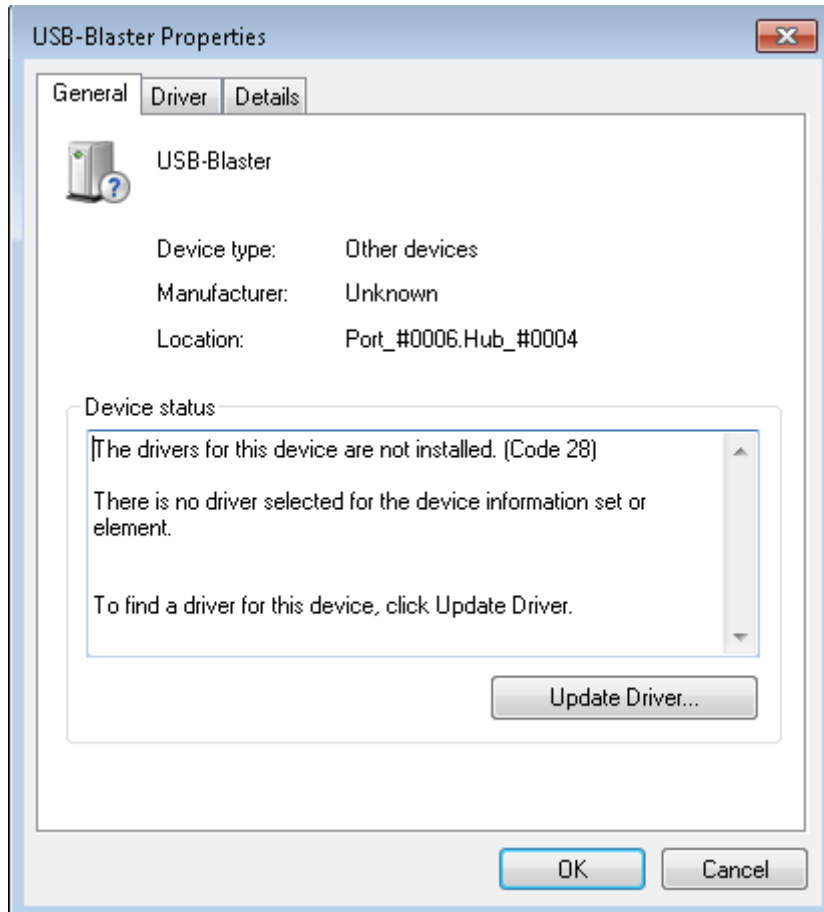 USB-Blaster Properties
General Driver Details
USB-Blaster
Device type: Other devices
Manufacturer: Unknown
Location: Port_#0006.Hub_#0004
Device status
The drivers for this device are not installed. (Code 28)
There is no driver selected for the device information set or
element.
To find a driver for this device, click Update Driver.
Update Driver...
OK Cancel